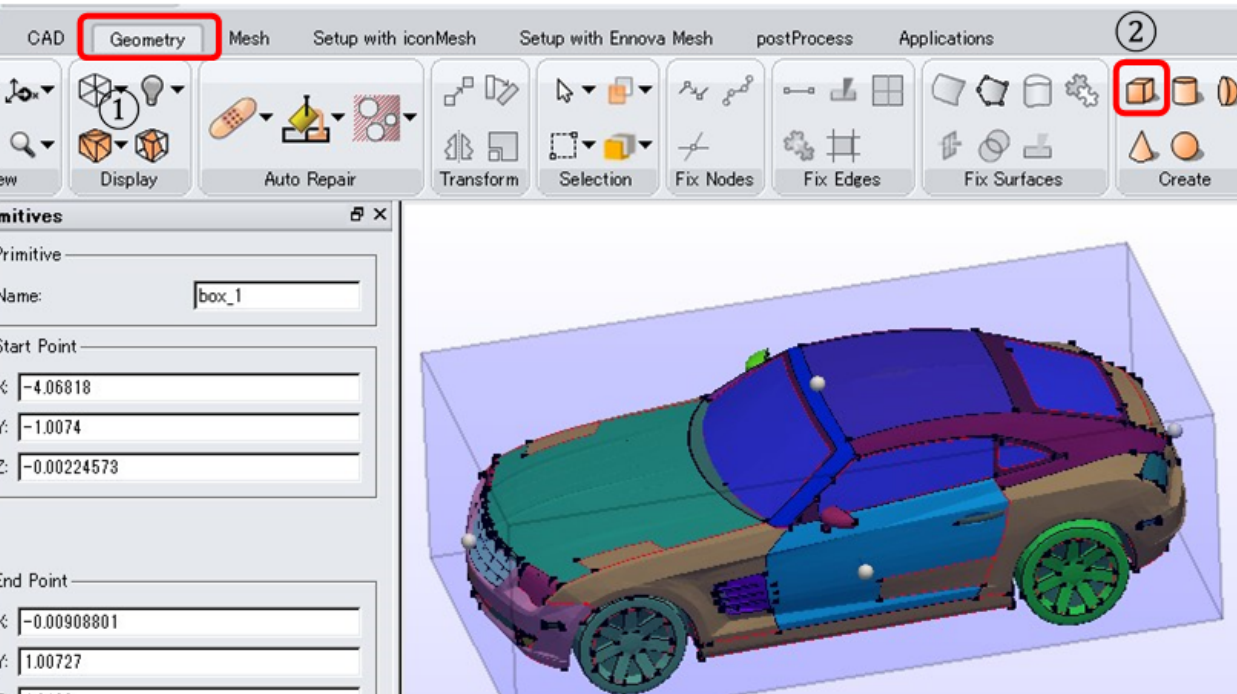 ②
CAD Geometry Mesh Setup with iconMesh Setup with Ennova Mesh postProcess Applications
①
ew Display Auto Repair Transform Selection Fix Nodes Fix Edges Fix Surfaces Create
mitives
Primitive
Name: box_1
Start Point
X: -4.06818
Y: -1.0074
Z: -0.00224573
End Point
X: -0.00908801
Y: 1.00727